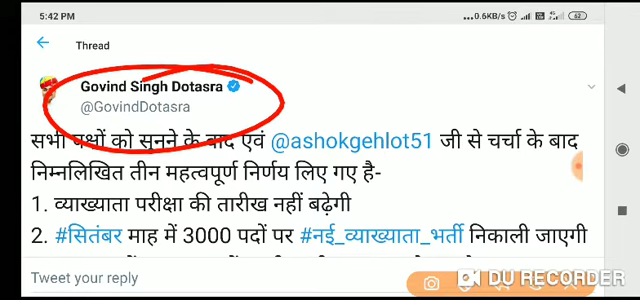 5:42 PM ...0.6KB/s 62
Thread
Govind Singh Dotasra
@GovindDotasra
सभी पक्षों को सुनने के बाद एवं @ashokgehlot51 जी से चर्चा के बाद
निम्नलिखित तीन महत्वपूर्ण निर्णय लिए गए है-
1. व्याख्याता परीक्षा की तारीख नहीं बढ़ेगी
2. #सितंबर माह में 3000 पदों पर #नई_व्याख्याता_भर्ती निकाली जाएगी
Tweet your reply
DU RECORDER